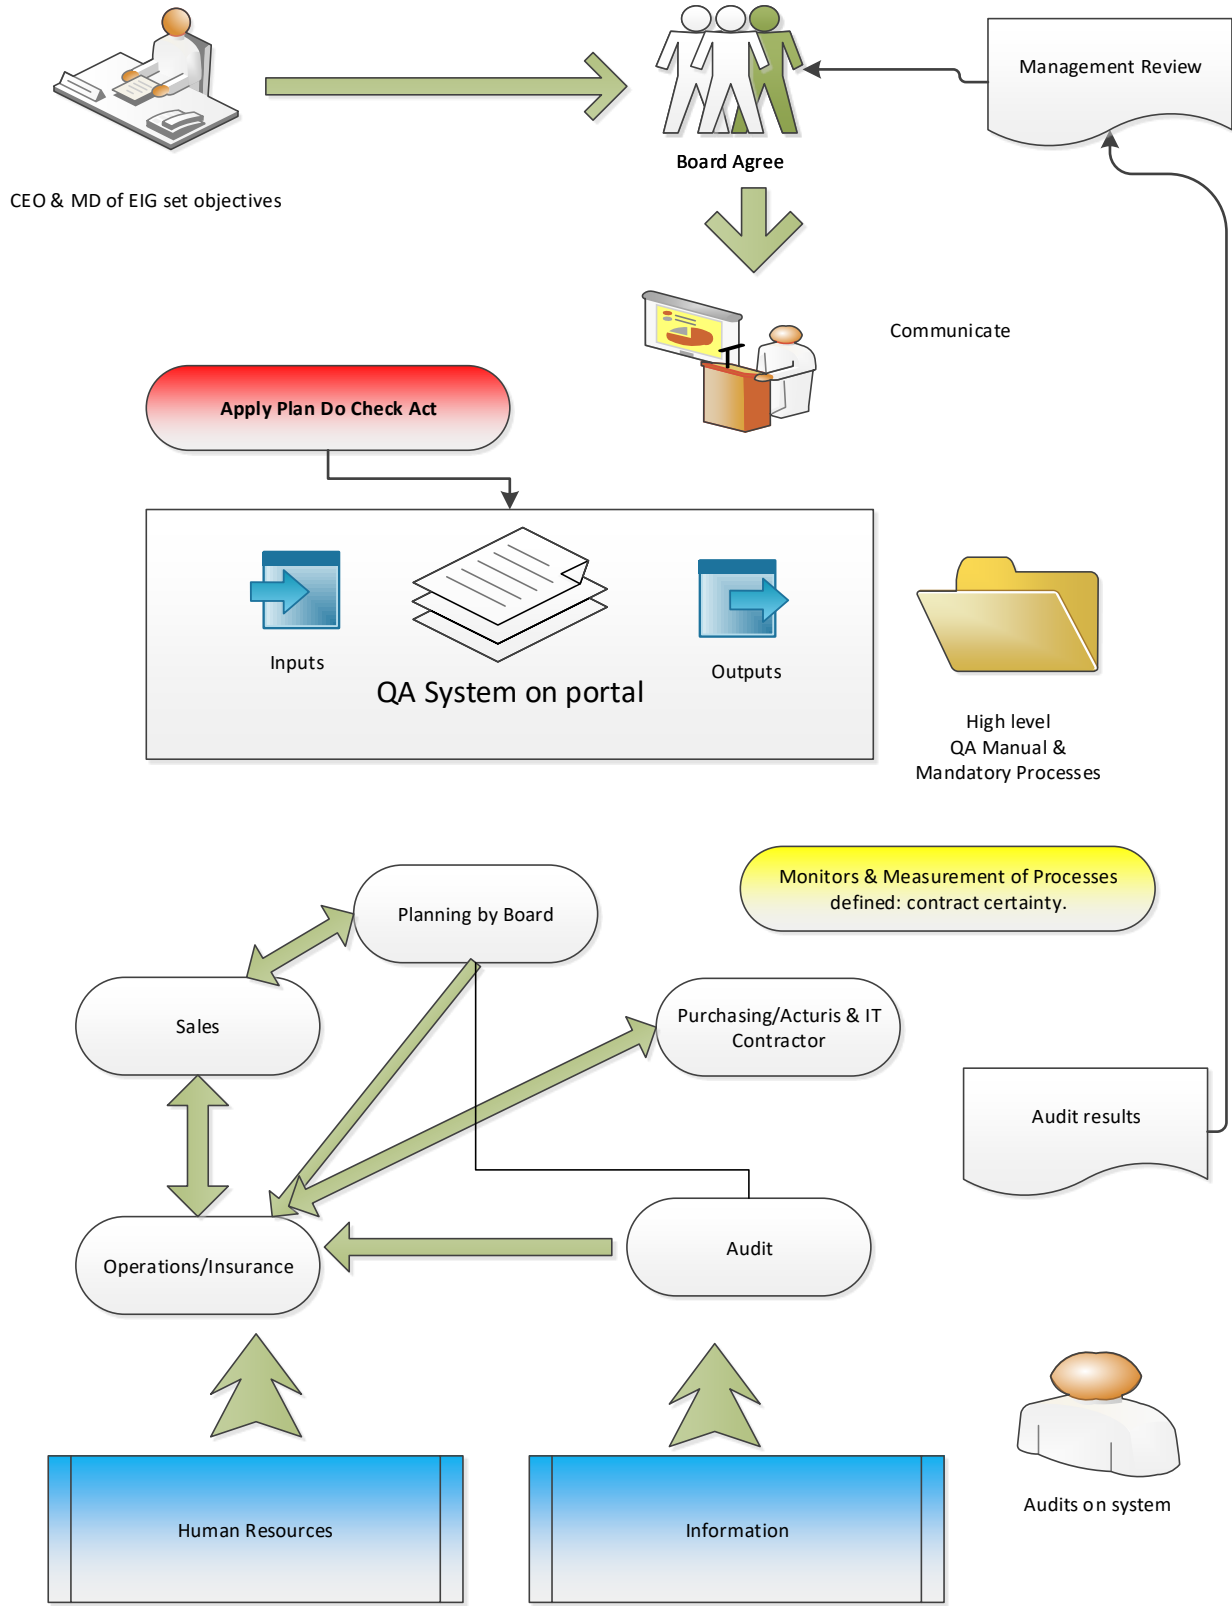 Management Review
Board Agree
CEO & MD of EIG set objectives
Communicate
Apply Plan Do Check Act
Inputs
Outputs
QA System on portal
High level
QA Manual &
Mandatory Processes
Monitors & Measurement of Processes
defined: contract certainty.
Planning by Board
Sales
Purchasing/Acturis & IT
Contractor
Audit results
Operations/Insurance
Audit
Human Resources
Information
Audits on system